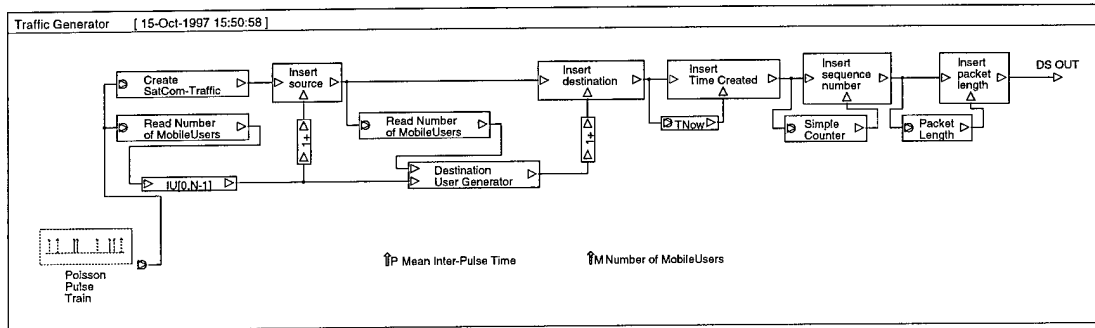 Traffic Generator [ 15-Oct-1997 15:50:58 ]
Create
SatCom-Traffic
Insert
source
Insert
destination
Insert
Time Created
Insert
sequence
number
Insert
packet
length
DS OUT
Read Number
of MobileUsers
1+
Read Number
of MobileUsers
1+
TNow
Simple
Counter
Packet
Length
IU[0,N-1]
Destination
User Generator
Poisson
Pulse
Train
⇑P Mean Inter-Pulse Time
⇑M Number of MobileUsers